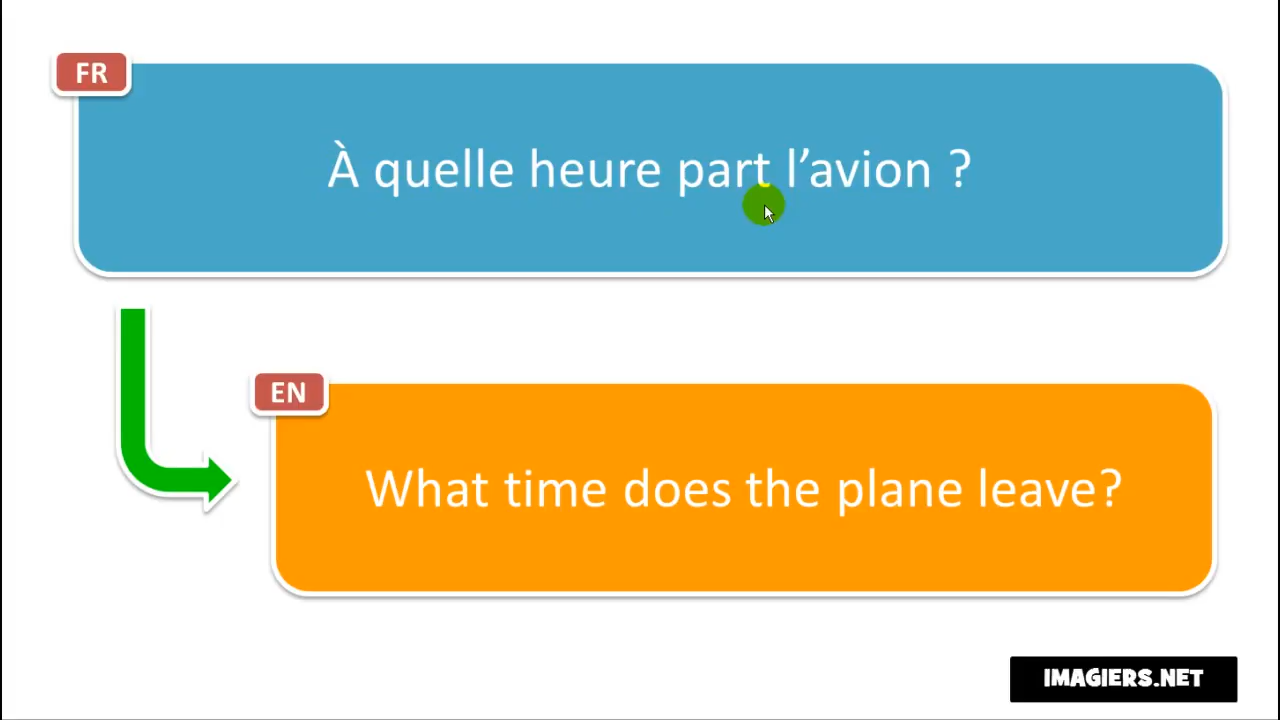 FR
À quelle heure part l’avion ?
EN
What time does the plane leave?
IMAGIERS.NET